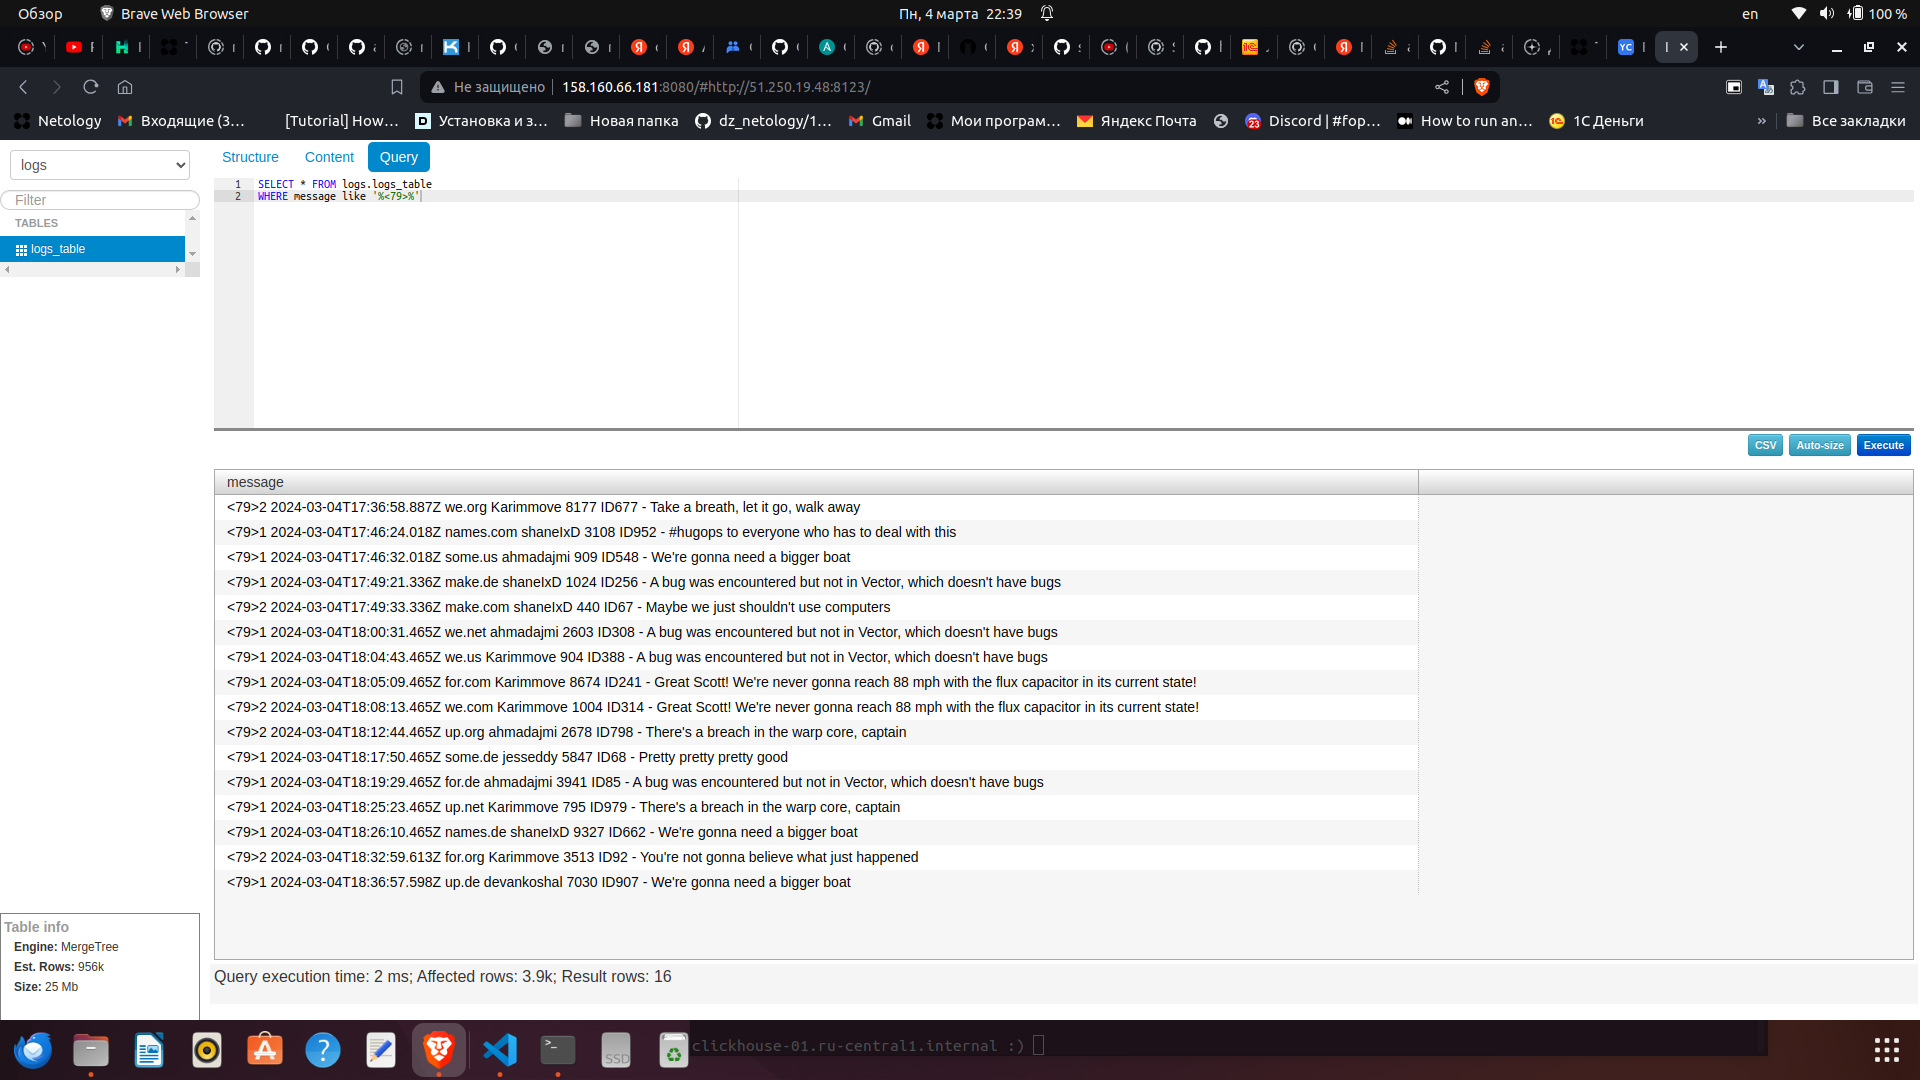 Обзор
Brave Web Browser
Пн, 4 марта 22:39
en
100 %
Не защищено
158.160.66.181:8080/#http://51.250.19.48:8123/
Netology
Входящие (3…
[Tutorial] How…
Установка и з…
Новая папка
dz_netology/1…
Gmail
Мои програм…
Яндекс Почта
Discord | #fop…
How to run an…
1С Деньги
»
Все закладки
logs
Filter
TABLES
logs_table
Structure
Content
Query
1 SELECT * FROM logs.logs_table
2 WHERE message like '%<79>%'
CSV
Auto-size
Execute
message
<79>2 2024-03-04T17:36:58.887Z we.org Karimmove 8177 ID677 - Take a breath, let it go, walk away
<79>1 2024-03-04T17:46:24.018Z names.com shaneIxD 3108 ID952 - #hugops to everyone who has to deal with this
<79>1 2024-03-04T17:46:32.018Z some.us ahmadajmi 909 ID548 - We're gonna need a bigger boat
<79>1 2024-03-04T17:49:21.336Z make.de shaneIxD 1024 ID256 - A bug was encountered but not in Vector, which doesn't have bugs
<79>2 2024-03-04T17:49:33.336Z make.com shaneIxD 440 ID67 - Maybe we just shouldn't use computers
<79>1 2024-03-04T18:00:31.465Z we.net ahmadajmi 2603 ID308 - A bug was encountered but not in Vector, which doesn't have bugs
<79>1 2024-03-04T18:04:43.465Z we.us Karimmove 904 ID388 - A bug was encountered but not in Vector, which doesn't have bugs
<79>1 2024-03-04T18:05:09.465Z for.com Karimmove 8674 ID241 - Great Scott! We're never gonna reach 88 mph with the flux capacitor in its current state!
<79>2 2024-03-04T18:08:13.465Z we.com Karimmove 1004 ID314 - Great Scott! We're never gonna reach 88 mph with the flux capacitor in its current state!
<79>2 2024-03-04T18:12:44.465Z up.org ahmadajmi 2678 ID798 - There's a breach in the warp core, captain
<79>1 2024-03-04T18:17:50.465Z some.de jesseddy 5847 ID68 - Pretty pretty pretty good
<79>1 2024-03-04T18:19:29.465Z for.de ahmadajmi 3941 ID85 - A bug was encountered but not in Vector, which doesn't have bugs
<79>1 2024-03-04T18:25:23.465Z up.net Karimmove 795 ID979 - There's a breach in the warp core, captain
<79>1 2024-03-04T18:26:10.465Z names.de shaneIxD 9327 ID662 - We're gonna need a bigger boat
<79>2 2024-03-04T18:32:59.613Z for.org Karimmove 3513 ID92 - You're not gonna believe what just happened
<79>1 2024-03-04T18:36:57.598Z up.de devankoshal 7030 ID907 - We're gonna need a bigger boat
Table info
Engine: MergeTree
Est. Rows: 956k
Size: 25 Mb
Query execution time: 2 ms; Affected rows: 3.9k; Result rows: 16
SSD
clickhouse-01.ru-central1.internal :)